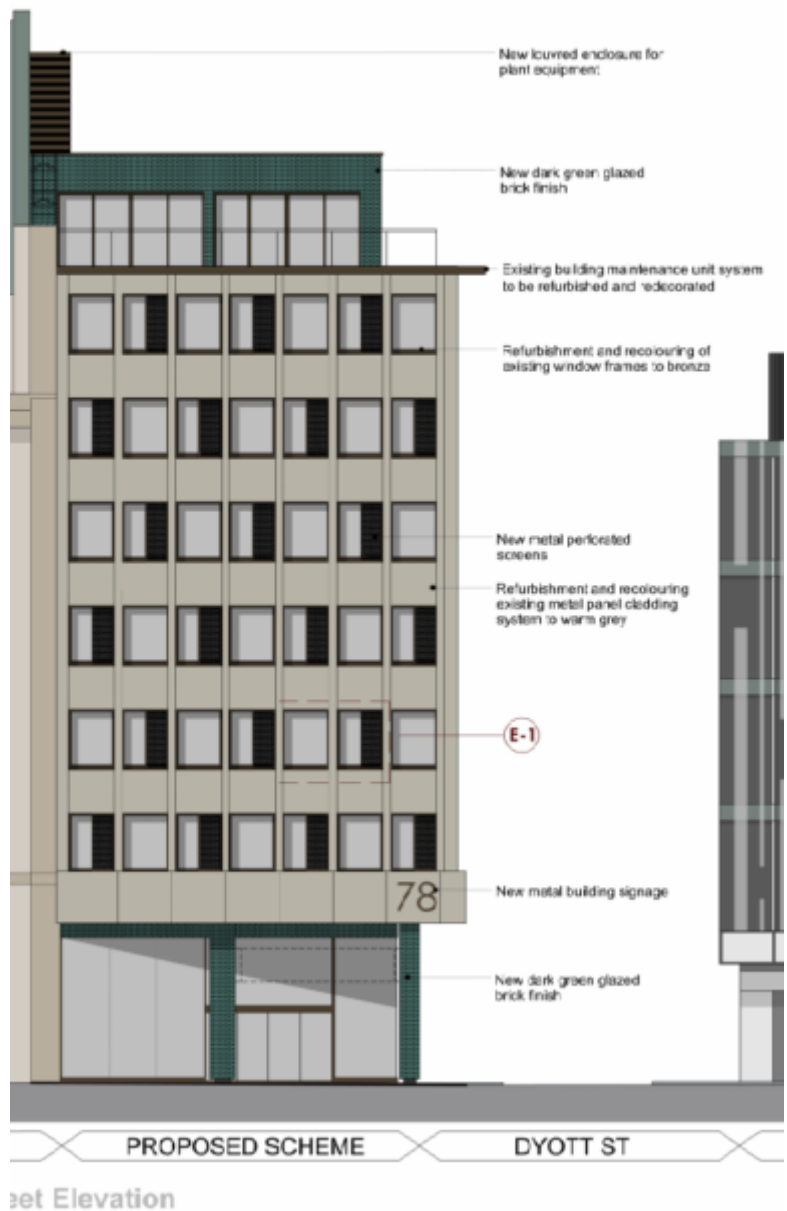 New louvred enclosure for
plant equipment
New dark green glazed
brick finish
Existing building maintenance unit system
to be refurbished and redecorated
Refurbishment and recolouring of
existing window frames to bronze
New metal perforated
screens
Refurbishment and recolouring
existing metal panel cladding
system to warm grey
E-1
78
New metal building signage
New dark green glazed
brick finish
PROPOSED SCHEME
DYOTT ST
eet Elevation